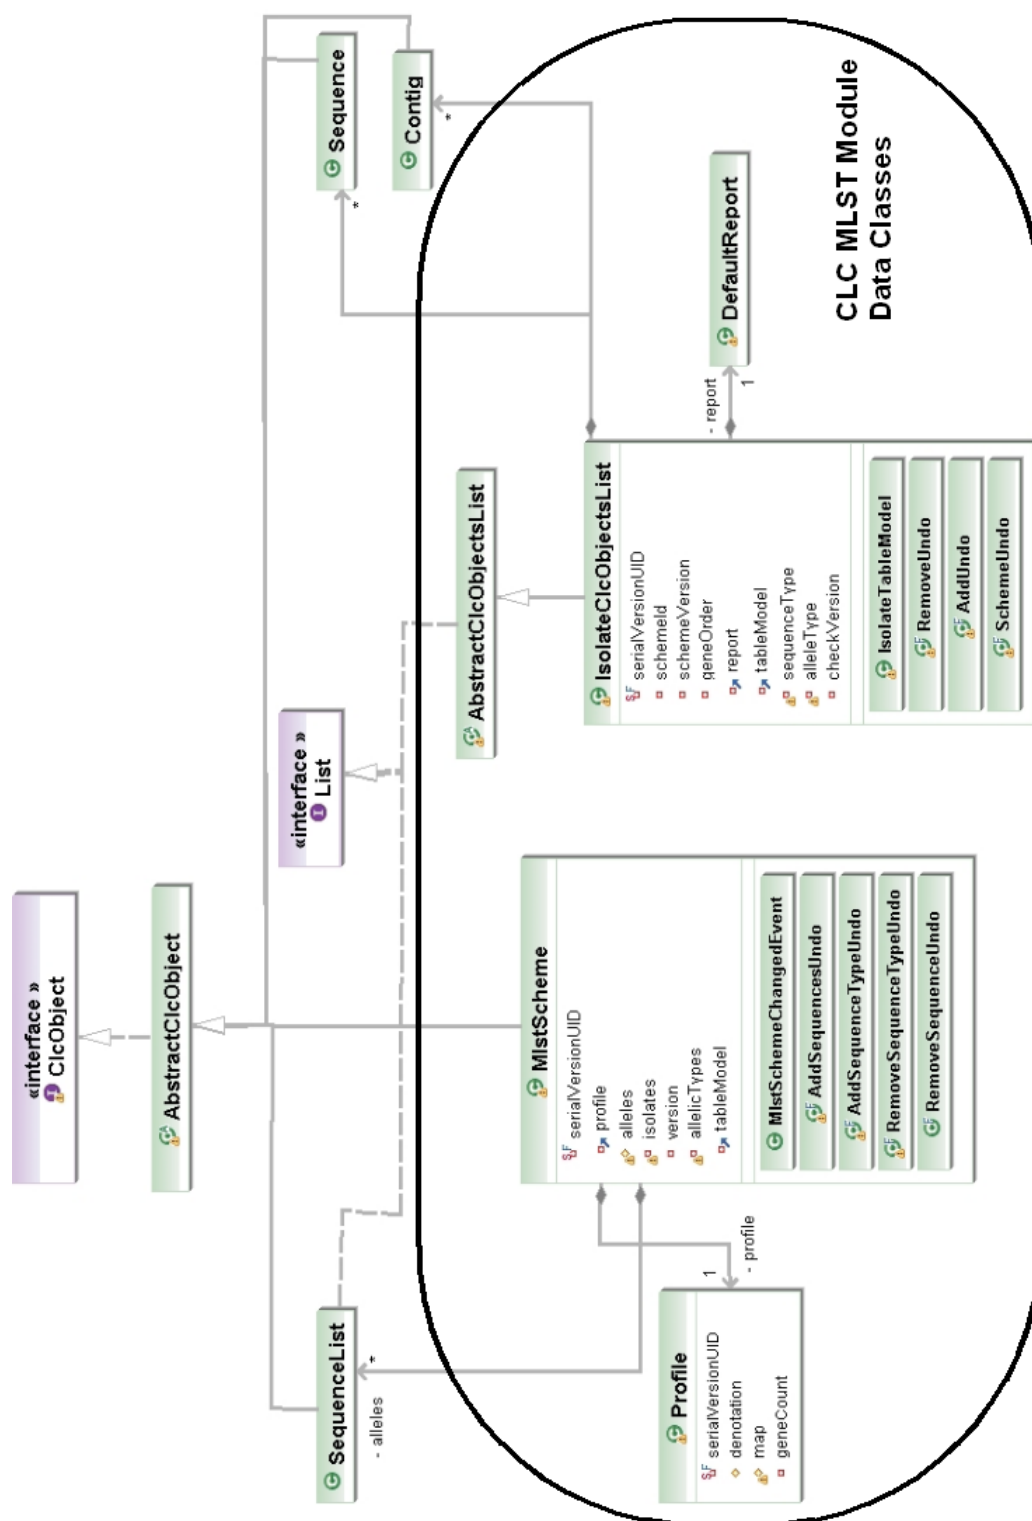 «interface »
ClcObject
AbstractClcObject
«interface »
List
SequenceList
- alleles
*
Sequence
*
Contig
*
AbstractClcObjectsList
MlstScheme
serialVersionUID
profile
alleles
isolates
version
allelicTypes
tableModel
MlstSchemeChangedEvent
AddSequencesUndo
AddSequenceTypeUndo
RemoveSequenceTypeUndo
RemoveSequenceUndo
1
- profile
Profile
serialVersionUID
denotation
map
geneCount
IsolateClcObjectsList
serialVersionUID
schemeId
schemeVersion
geneOrder
report
tableModel
sequenceType
alleleType
checkVersion
IsolateTableModel
RemoveUndo
AddUndo
SchemeUndo
- report
1
DefaultReport
CLC MLST Module
Data Classes